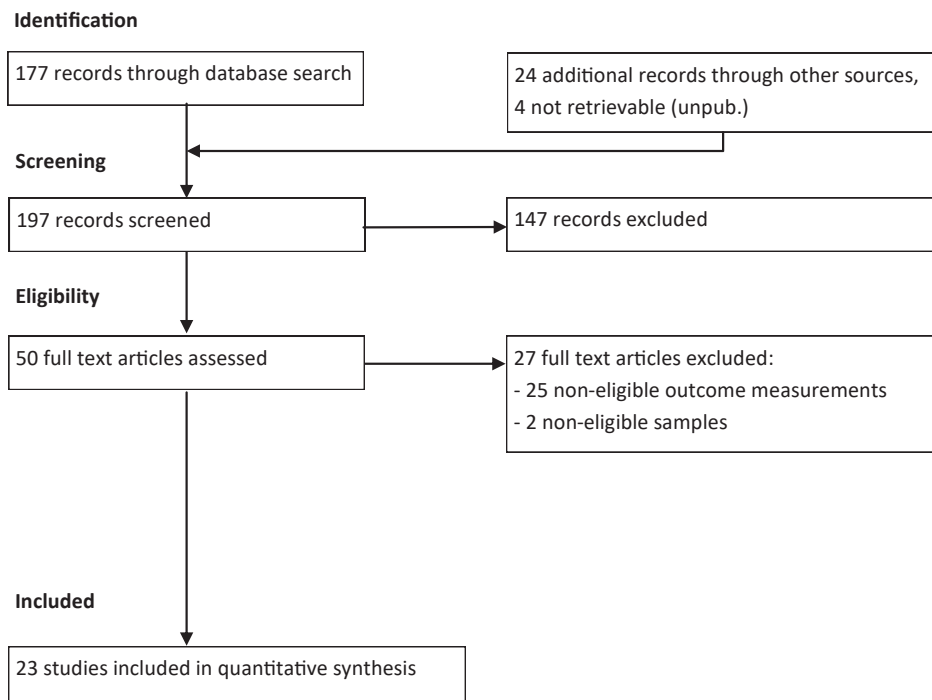 Identification
177 records through database search
24 additional records through other sources,
4 not retrievable (unpub.)
Screening
197 records screened
147 records excluded
Eligibility
50 full text articles assessed
27 full text articles excluded:
- 25 non-eligible outcome measurements
- 2 non-eligible samples
Included
23 studies included in quantitative synthesis